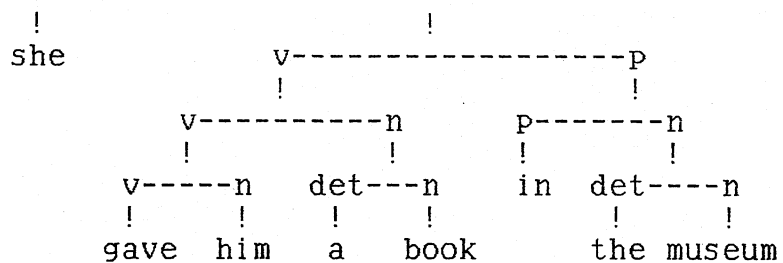 !                              !
she              v--------------------p
                 !                    !
           v-----------n       p-------n
           !           !       !       !
       v-----n    det---n     in  det----n
       !     !     !    !          !     !
      gave  him    a   book       the museum